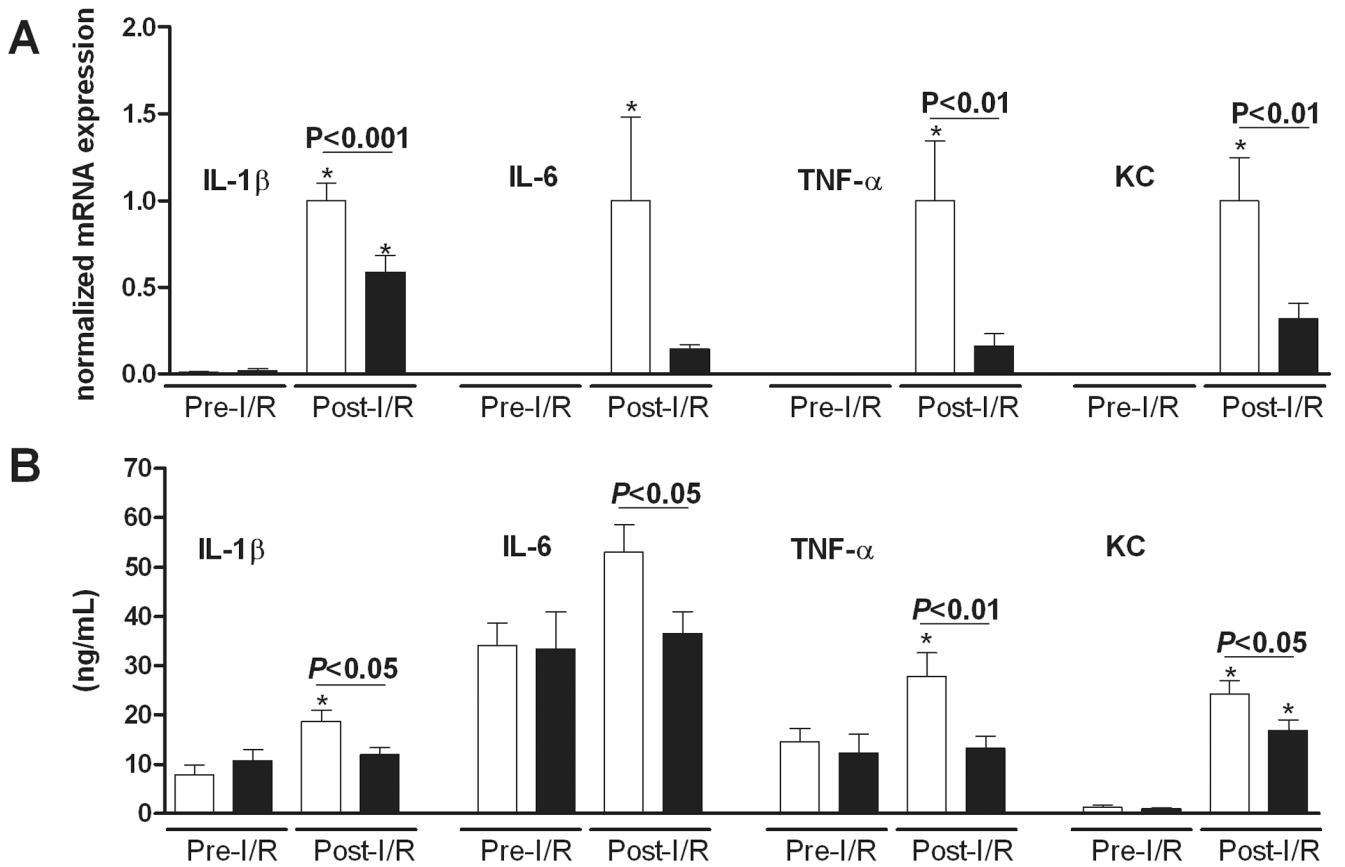 A
normalized mRNA expression
2.0
1.5
1.0
0.5
0.0
IL-1β
P<0.001
*
*
IL-6
*
TNF-α
P<0.01
*
KC
P<0.01
*
Pre-I/R Post-I/R Pre-I/R Post-I/R Pre-I/R Post-I/R Pre-I/R Post-I/R
B
(ng/mL)
70
60
50
40
30
20
10
0
IL-1β
P<0.05
*
IL-6
P<0.05
TNF-α
P<0.01
*
KC
P<0.05
*
*
Pre-I/R Post-I/R Pre-I/R Post-I/R Pre-I/R Post-I/R Pre-I/R Post-I/R